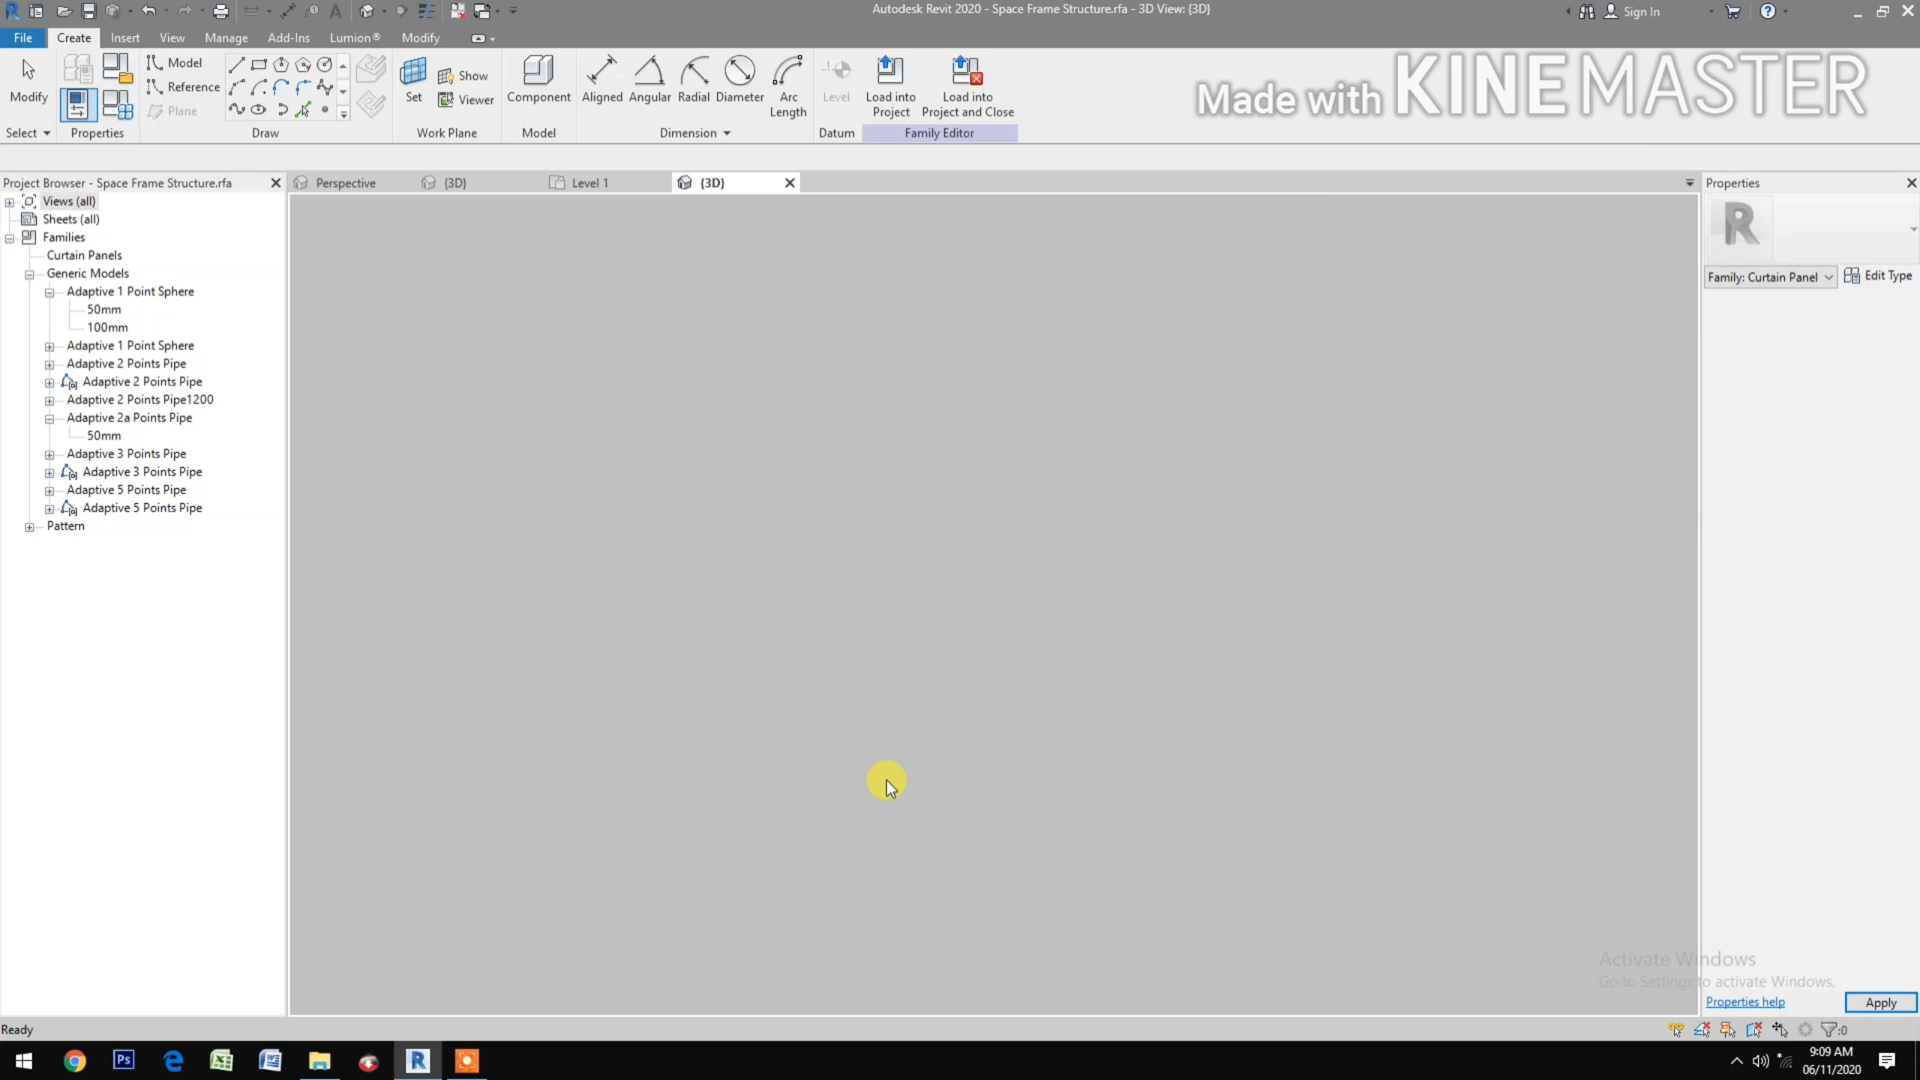 Autodesk Revit 2020 - Space Frame Structure.rfa - 3D View: {3D}
Sign In
File Create Insert View Manage Add-Ins Lumion® Modify
Modify
Model
Reference
Plane
Set
Show
Viewer
Component
Aligned Angular Radial Diameter Arc Length
Level
Load into Project
Load into Project and Close
Select Properties Draw Work Plane Model Dimension Datum Family Editor
Made with KINEMASTER
Project Browser - Space Frame Structure.rfa
Perspective {3D} Level 1 {3D}
Properties
Views (all)
Sheets (all)
Families
Curtain Panels
Generic Models
Adaptive 1 Point Sphere
50mm
100mm
Adaptive 1 Point Sphere
Adaptive 2 Points Pipe
Adaptive 2 Points Pipe
Adaptive 2 Points Pipe1200
Adaptive 2a Points Pipe
50mm
Adaptive 3 Points Pipe
Adaptive 3 Points Pipe
Adaptive 5 Points Pipe
Adaptive 5 Points Pipe
Pattern
R
Family: Curtain Panel Edit Type
Activate Windows
Go to Settings to activate Windows.
Properties help Apply
Ready
:0
Ps
R
9:09 AM
06/11/2020